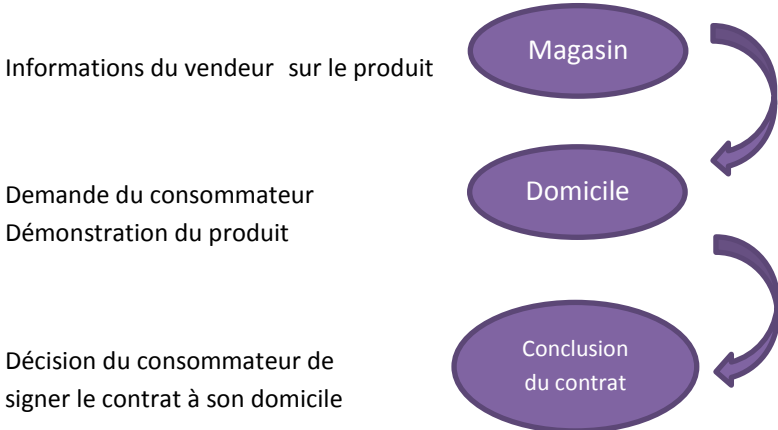 Magasin
Informations du vendeur sur le produit
Demande du consommateur
Domicile
Démonstration du produit
Conclusion
du contrat
Décision du consommateur de
signer le contrat à son domicile